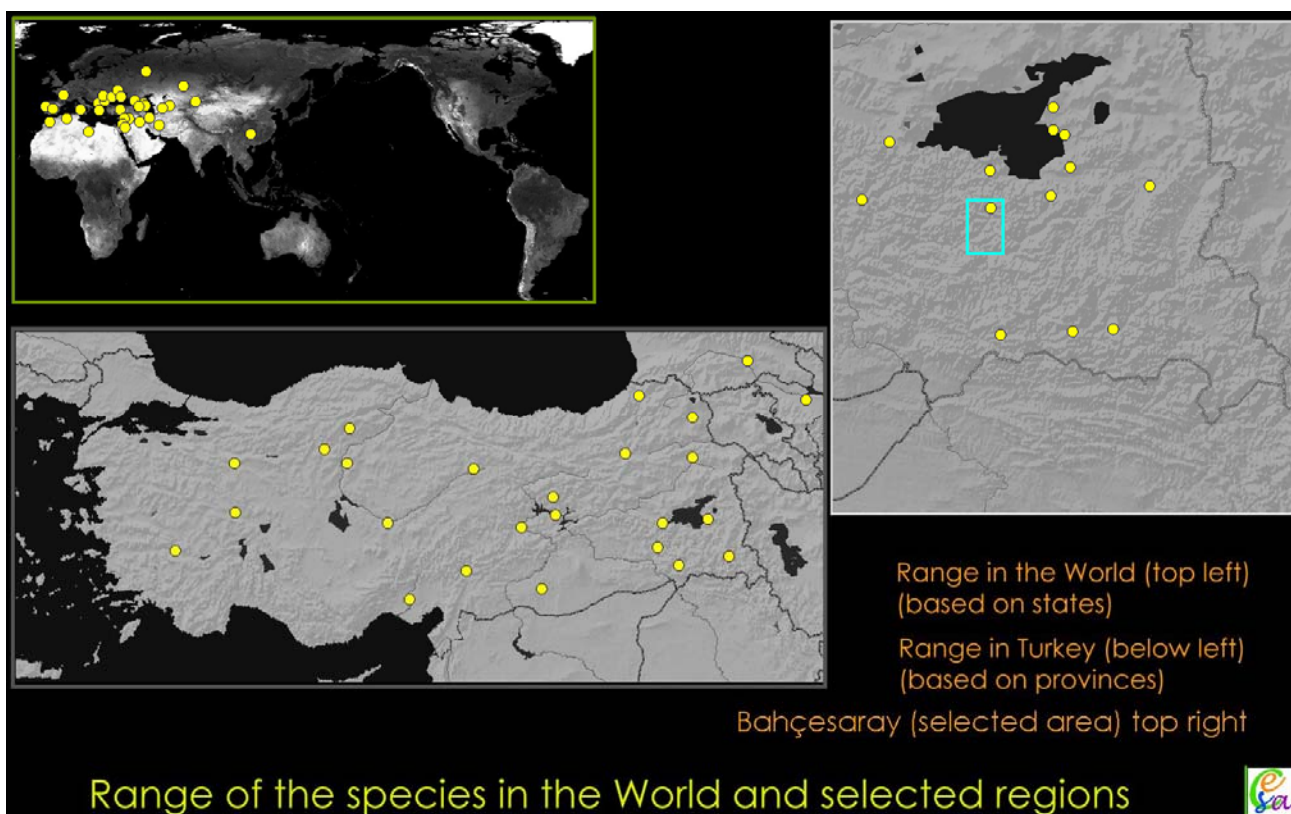 Range in the World (top left)
(based on states)
Range in Turkey (below left)
(based on provinces)
Bahçesaray (selected area) top right
Range of the species in the World and selected regions
Cesa